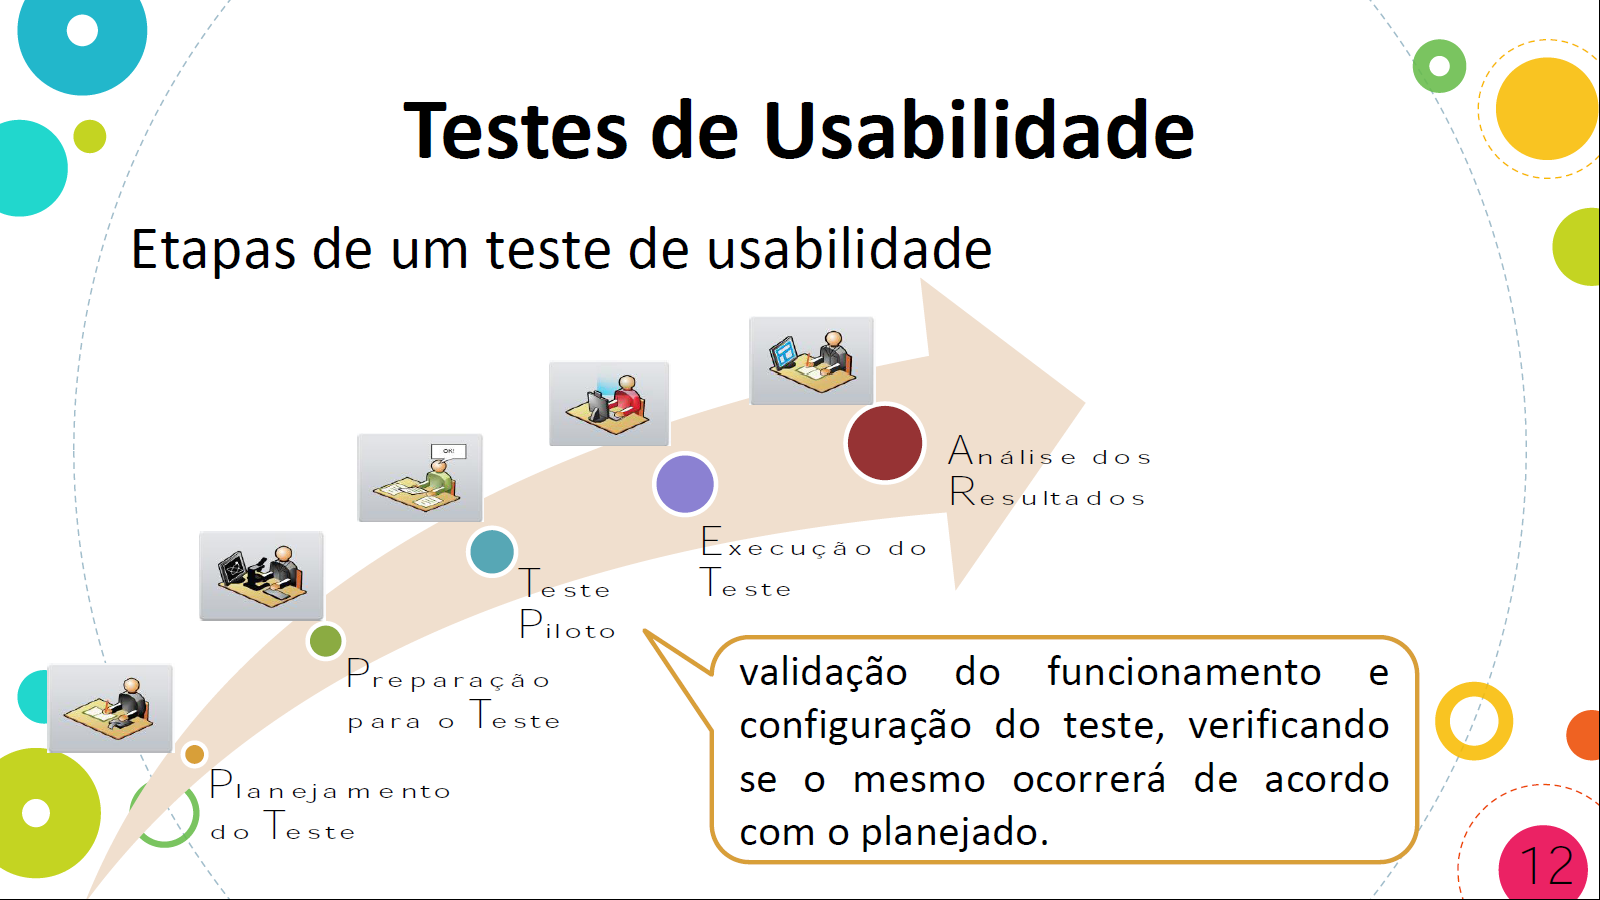 Testes de Usabilidade
Etapas de um teste de usabilidade
OK!
Análise dos
Resultados
Execução do
Teste
Teste
Piloto
Preparação
para o Teste
Planejamento
do Teste
validação do funcionamento e
configuração do teste, verificando
se o mesmo ocorrerá de acordo
com o planejado.
12